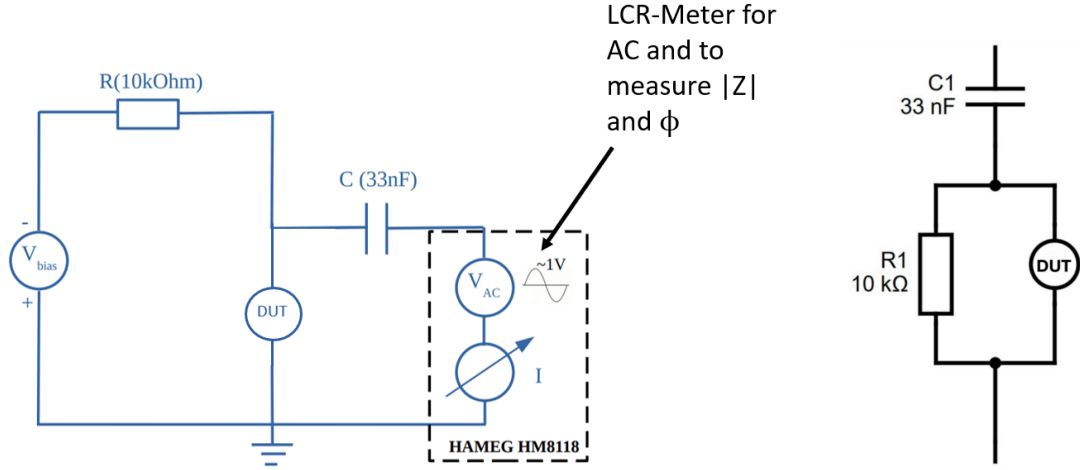 LCR-Meter for
AC and to
measure |Z|
and ϕ
R(10kOhm)
C (33nF)
-
V bias
+
DUT
~1V
V AC
I
HAMEG HM8118
C1
33 nF
R1
10 kΩ
DUT